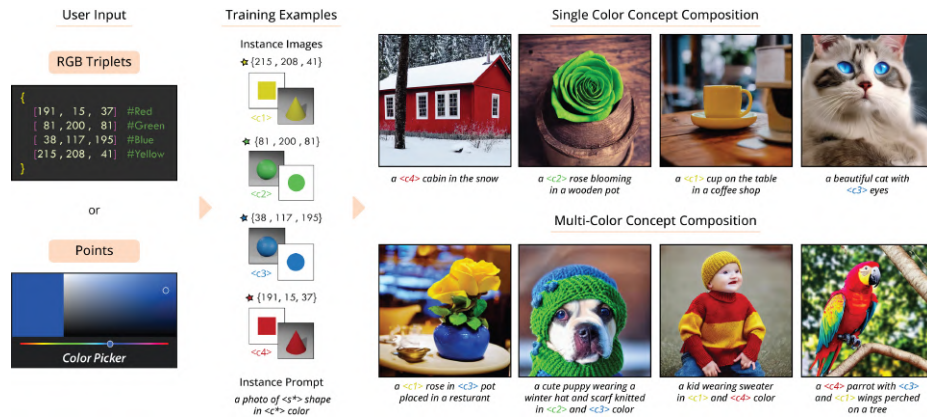 User Input
RGB Triplets
{
[191, 15, 37] #Red
[ 81,200, 81] #Green
[ 38,117,195] #Blue
[215,208, 41] #Yellow
}
or
Points
Color Picker
Training Examples
Instance Images
{215, 208, 41}
<c1>
{81, 200, 81}
<c2>
{38, 117, 195}
<c3>
{191, 15, 37}
<c4>
Instance Prompt
a photo of <s*> shape
in <c*> color
Single Color Concept Composition
a <c4> cabin in the snow
a <c2> rose blooming
in a wooden pot
a <c1> cup on the table
in a coffee shop
a beautiful cat with
<c3> eyes
Multi-Color Concept Composition
a <c1> rose in <c3> pot
placed in a resturant
a cute puppy wearing a
winter hat and scarf knitted
in <c2> and <c3> color
a kid wearing sweater
in <c1> and <c4> color
a <c4> parrot with <c3>
and <c1> wings perched
on a tree